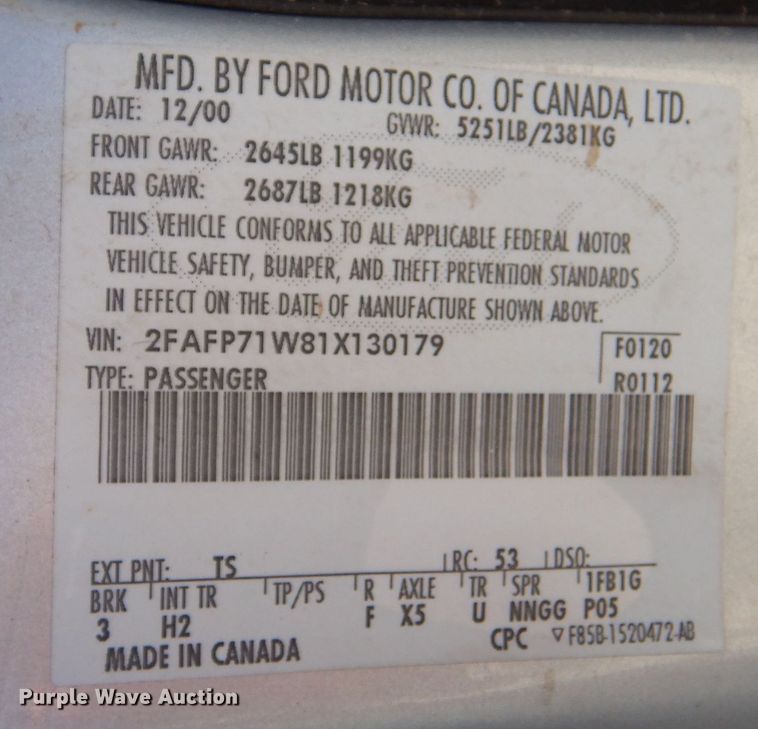 MFD. BY FORD MOTOR CO. OF CANADA, LTD.
DATE: 12/00 GVWR: 5251LB/2381KG
FRONT GAWR: 2645LB 1199KG
REAR GAWR: 2687LB 1218KG
THIS VEHICLE CONFORMS TO ALL APPLICABLE FEDERAL MOTOR
VEHICLE SAFETY, BUMPER, AND THEFT PREVENTION STANDARDS
IN EFFECT ON THE DATE OF MANUFACTURE SHOWN ABOVE.
VIN: 2FAFP71W81X130179 F0120
TYPE: PASSENGER R0112
EXT PNT: TS RC: 53 DSO:
BRK INT TR TP/PS R AXLE TR SPR 1FB1G
3 H2 F X5 U NNGG P05
MADE IN CANADA CPC ▽F85B-1520472-AB
Purple Wave Auction